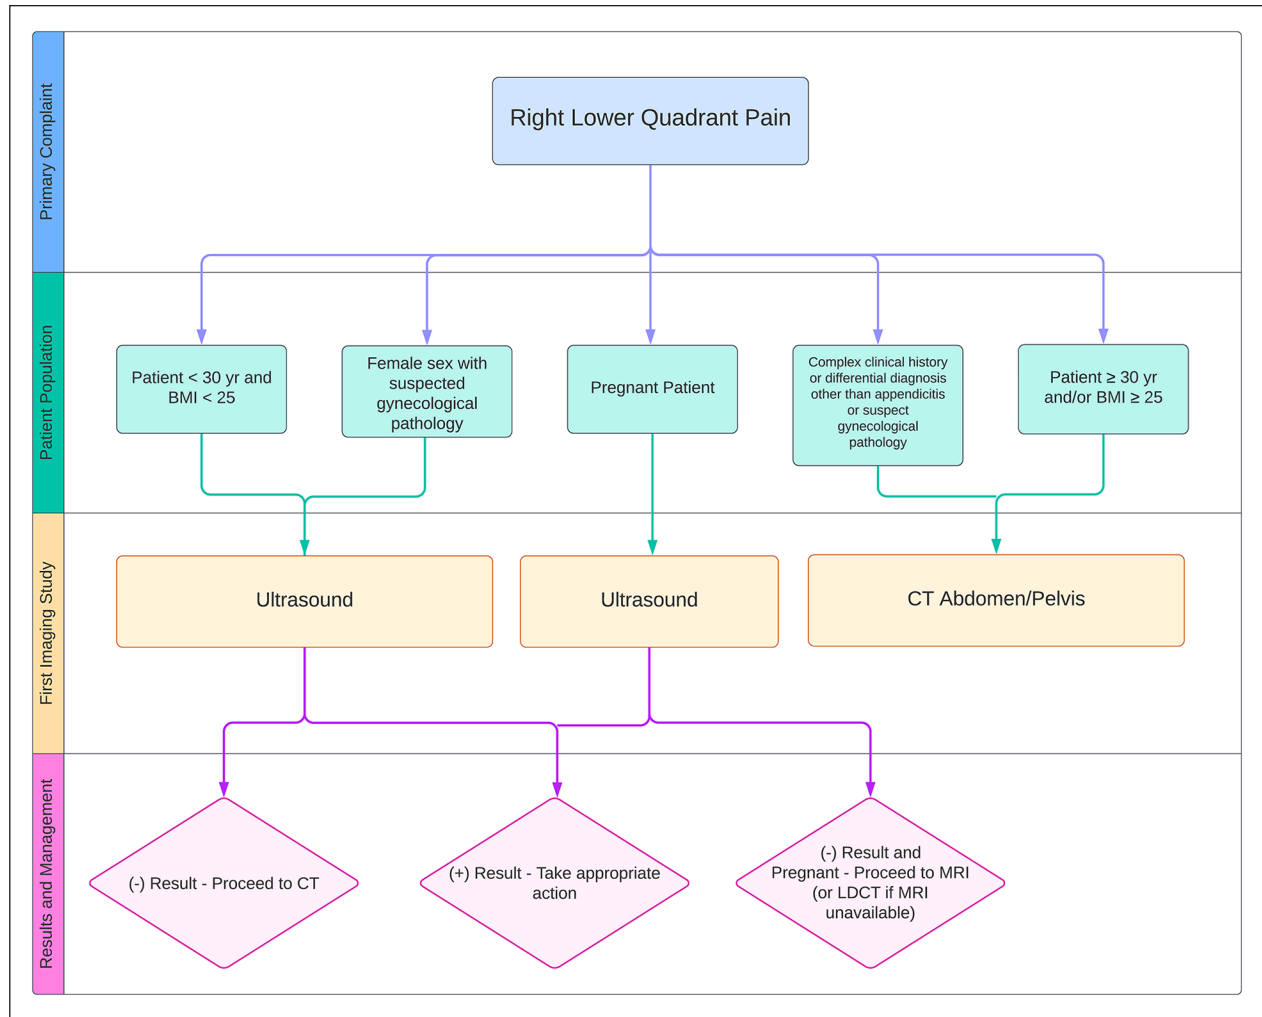 Primary Complaint
Right Lower Quadrant Pain
Patient Population
Patient < 30 yr and
BMI < 25
Female sex with
suspected
gynecological
pathology
Pregnant Patient
Complex clinical history
or differential diagnosis
other than appendicitis
or suspect
gynecological
pathology
Patient ≥ 30 yr
and/or BMI ≥ 25
First Imaging Study
Ultrasound
Ultrasound
CT Abdomen/Pelvis
Results and Management
(-) Result - Proceed to CT
(+) Result - Take appropriate
action
(-) Result and
Pregnant - Proceed to MRI
(or LDCT if MRI
unavailable)